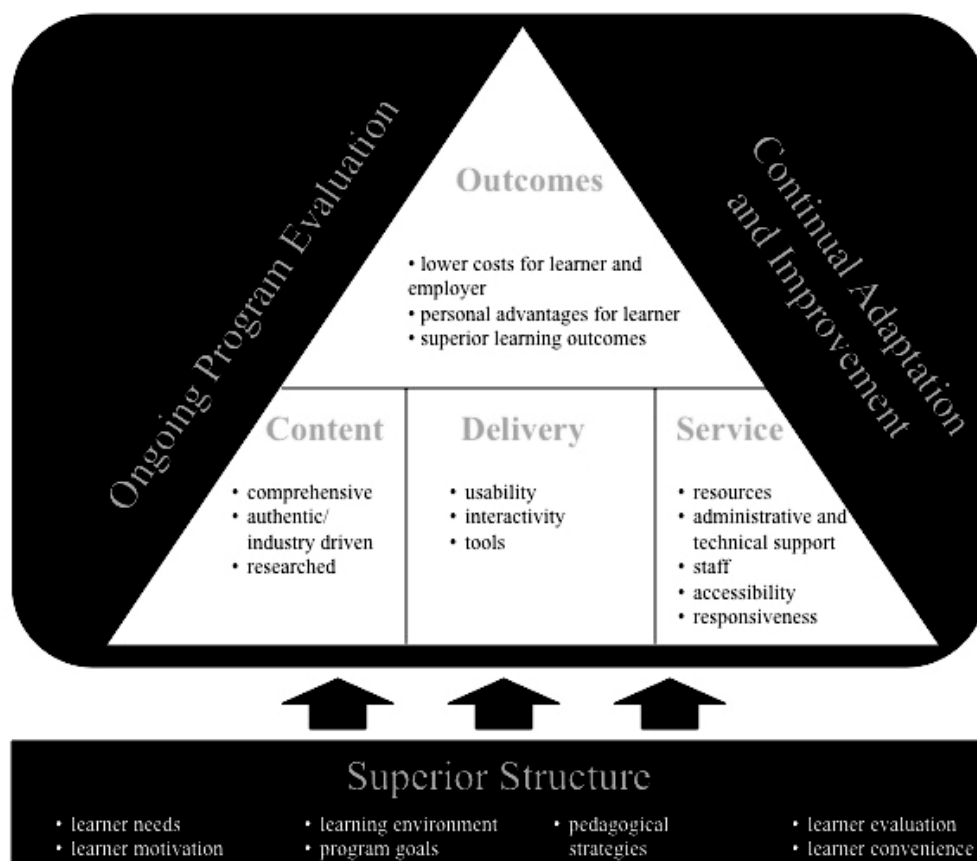 Ongoing Program Evaluation
Continual Adaptation
and Improvement
Outcomes
• lower costs for learner and
employer
• personal advantages for learner
• superior learning outcomes
Content
• comprehensive
• authentic/
industry driven
• researched
Delivery
• usability
• interactivity
• tools
Service
• resources
• administrative and
technical support
• staff
• accessibility
• responsiveness
Superior Structure
• learner needs
• learner motivation
• learning environment
• program goals
• pedagogical
strategies
• learner evaluation
• learner convenience